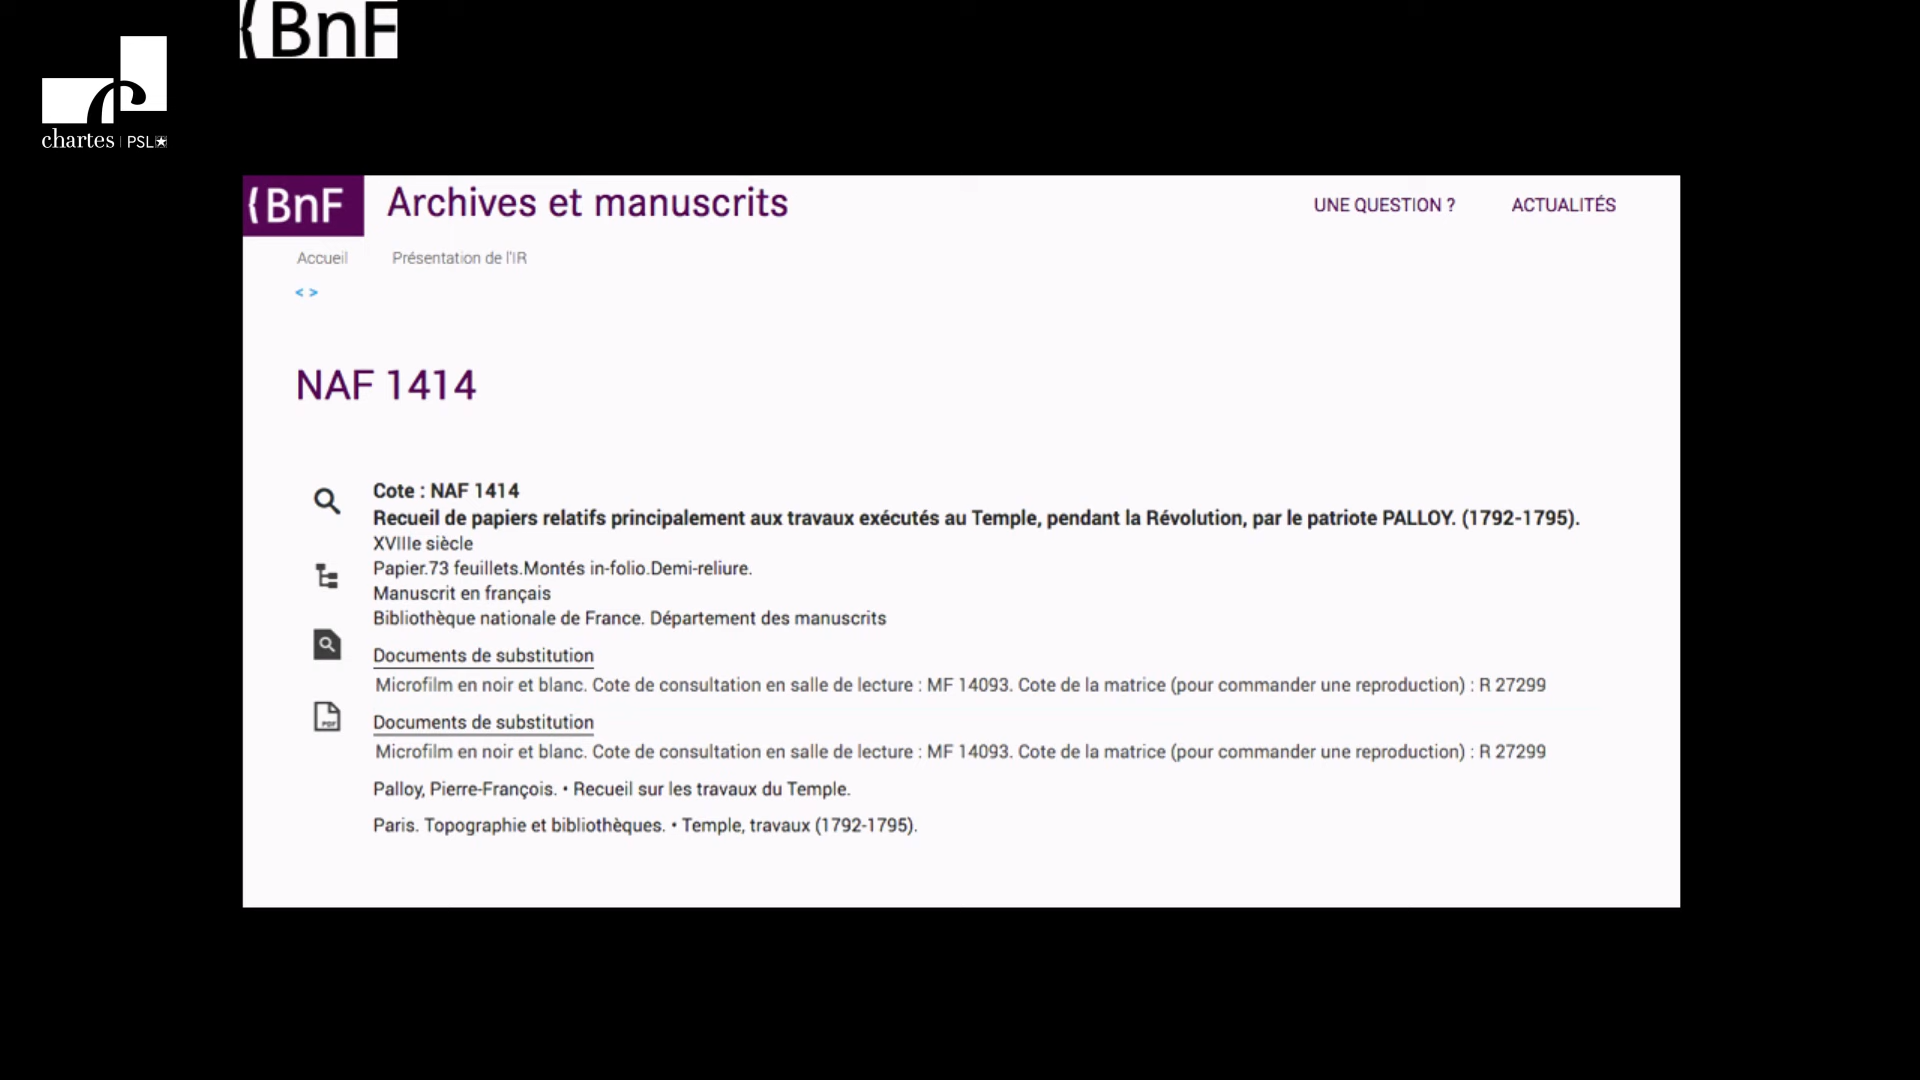 {BnF
chartes | PSL★
{BnF Archives et manuscrits UNE QUESTION ? ACTUALITÉS
Accueil Présentation de l'IR
< >
NAF 1414
Cote : NAF 1414
Recueil de papiers relatifs principalement aux travaux exécutés au Temple, pendant la Révolution, par le patriote PALLOY. (1792-1795).
XVIIIe siècle
Papier.73 feuillets.Montés in-folio.Demi-reliure.
Manuscrit en français
Bibliothèque nationale de France. Département des manuscrits
Documents de substitution
Microfilm en noir et blanc. Cote de consultation en salle de lecture : MF 14093. Cote de la matrice (pour commander une reproduction) : R 27299
Documents de substitution
Microfilm en noir et blanc. Cote de consultation en salle de lecture : MF 14093. Cote de la matrice (pour commander une reproduction) : R 27299
Palloy, Pierre-François. • Recueil sur les travaux du Temple.
Paris. Topographie et bibliothèques. • Temple, travaux (1792-1795).
PDF